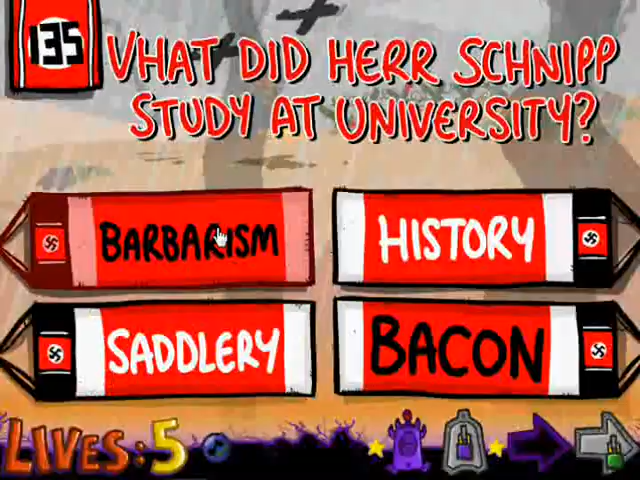 135
VHAT DID HERR SCHNIPP
STUDY AT UNIVERSITY?
BARBARISM
HISTORY
SADDLERY
BACON
LIVES:5